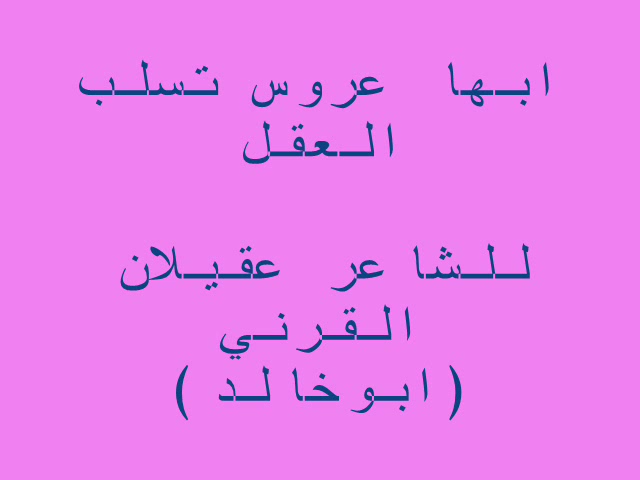 ابها عروس تسلب
العقل
للشاعر عقيلان
القرني
(ابوخالد )